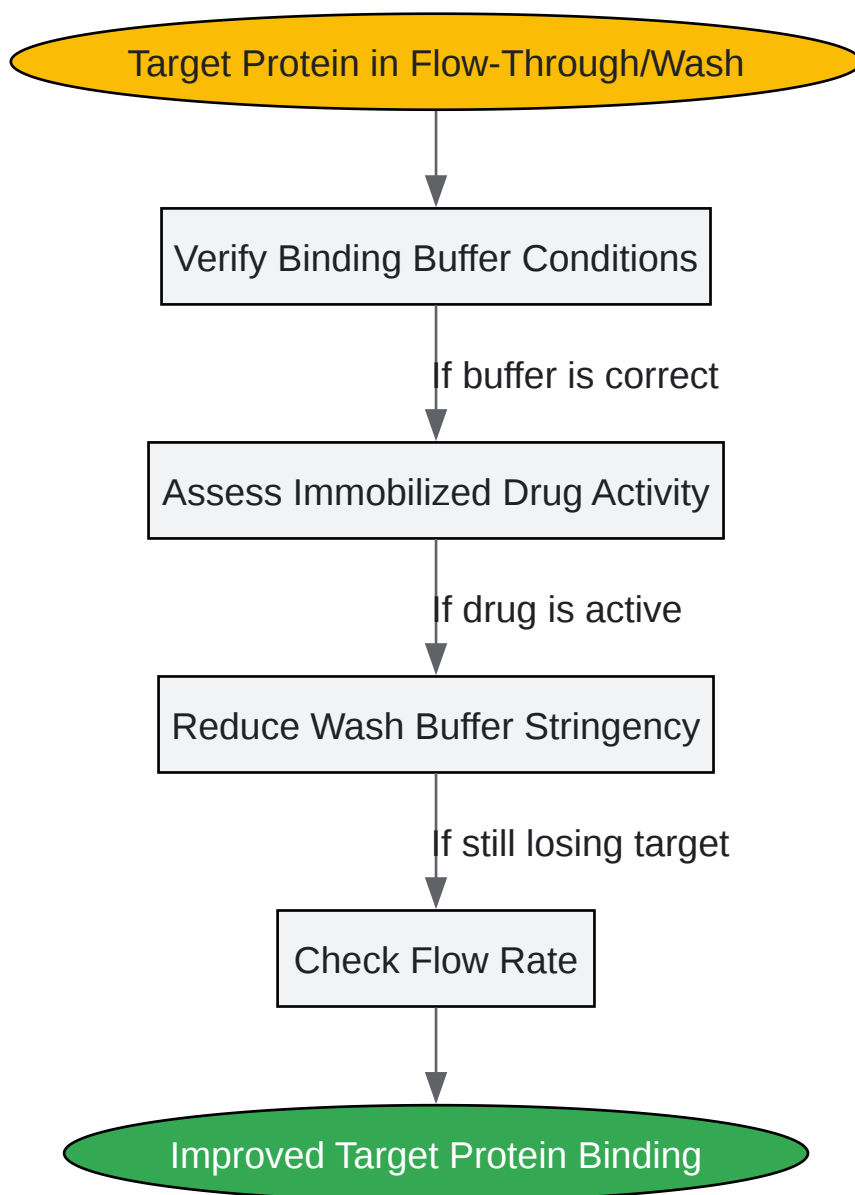 Target Protein in Flow-Through/Wash
Verify Binding Buffer Conditions
If buffer is correct
Assess Immobilized Drug Activity
If drug is active
Reduce Wash Buffer Stringency
If still losing target
Check Flow Rate
Improved Target Protein Binding